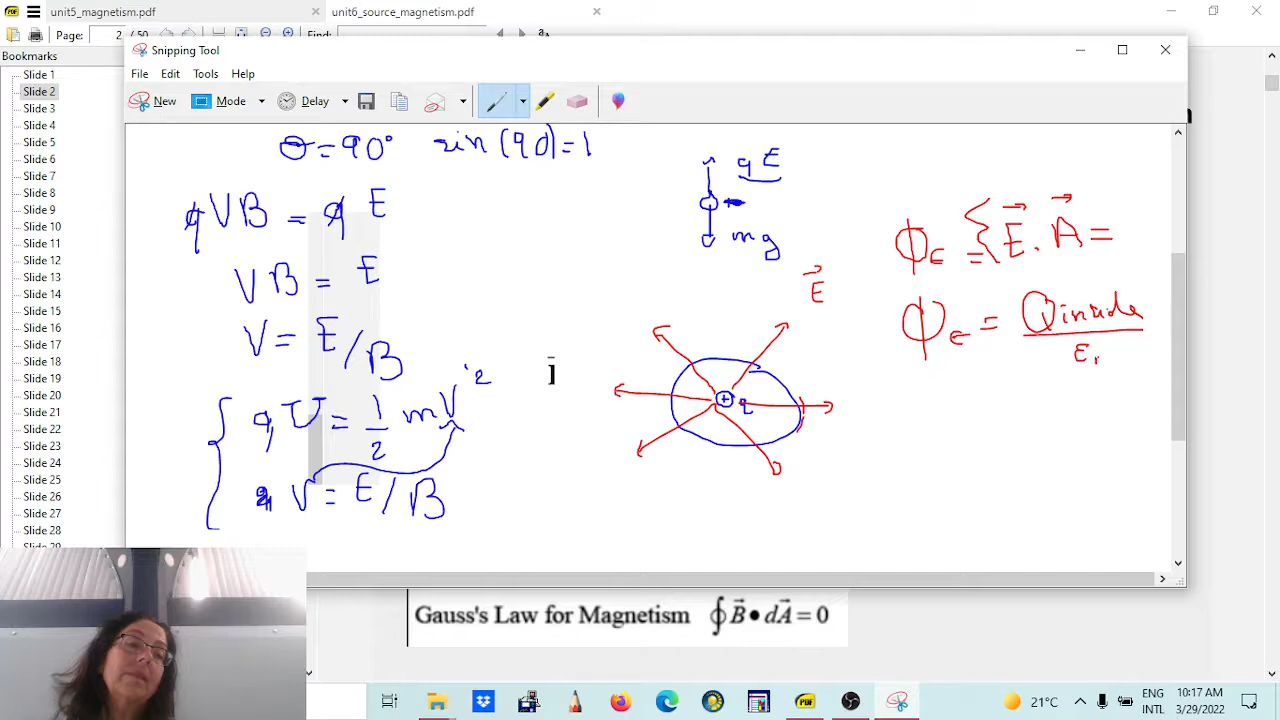 unit5_magnetism.pdf
unit6_source_magnetism.pdf
Page: 2 / 50 Find:
Bookmarks
Slide 1
Slide 2
Slide 3
Slide 4
Slide 5
Slide 6
Slide 7
Slide 8
Slide 9
Slide 10
Slide 11
Slide 12
Slide 13
Slide 14
Slide 15
Slide 16
Slide 17
Slide 18
Slide 19
Slide 20
Slide 21
Slide 22
Slide 23
Slide 24
Slide 25
Slide 26
Slide 27
Slide 28
Snipping Tool
File Edit Tools Help
New Mode Delay
θ = 90° sin (90) = 1
qVB = qE
VB = E
V = E/B
qV = 1/2 mV²
V = E/B
qE
mg
E⃗
+ q
ϕE = E⃗ . A⃗ =
ϕE = Qinside / ε₀
Gauss's Law for Magnetism ∮B⃗ • dA⃗ = 0
21°C
ENG
INTL
10:17 AM
3/29/2022